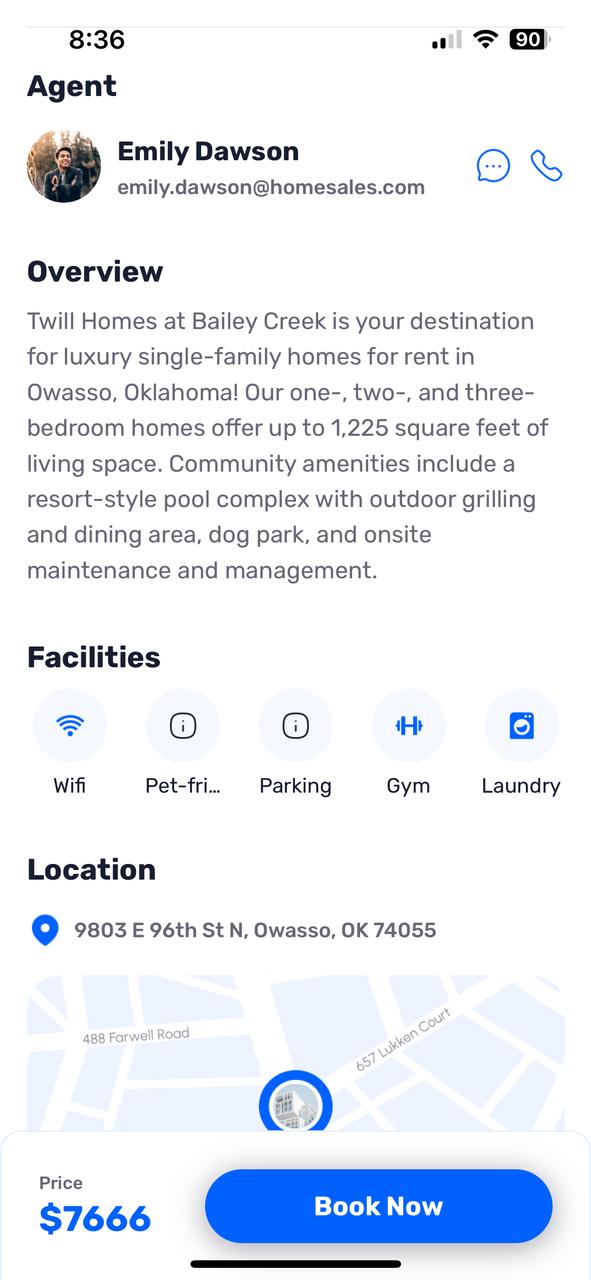 8:36
90
Agent
Emily Dawson
emily.dawson@homesales.com
Overview
Twill Homes at Bailey Creek is your destination
for luxury single-family homes for rent in
Owasso, Oklahoma! Our one-, two-, and three-
bedroom homes offer up to 1,225 square feet of
living space. Community amenities include a
resort-style pool complex with outdoor grilling
and dining area, dog park, and onsite
maintenance and management.
Facilities
Wifi
Pet-fri...
Parking
Gym
Laundry
Location
9803 E 96th St N, Owasso, OK 74055
488 Farwell Road
657 Lukken Court
Price
$7666
Book Now